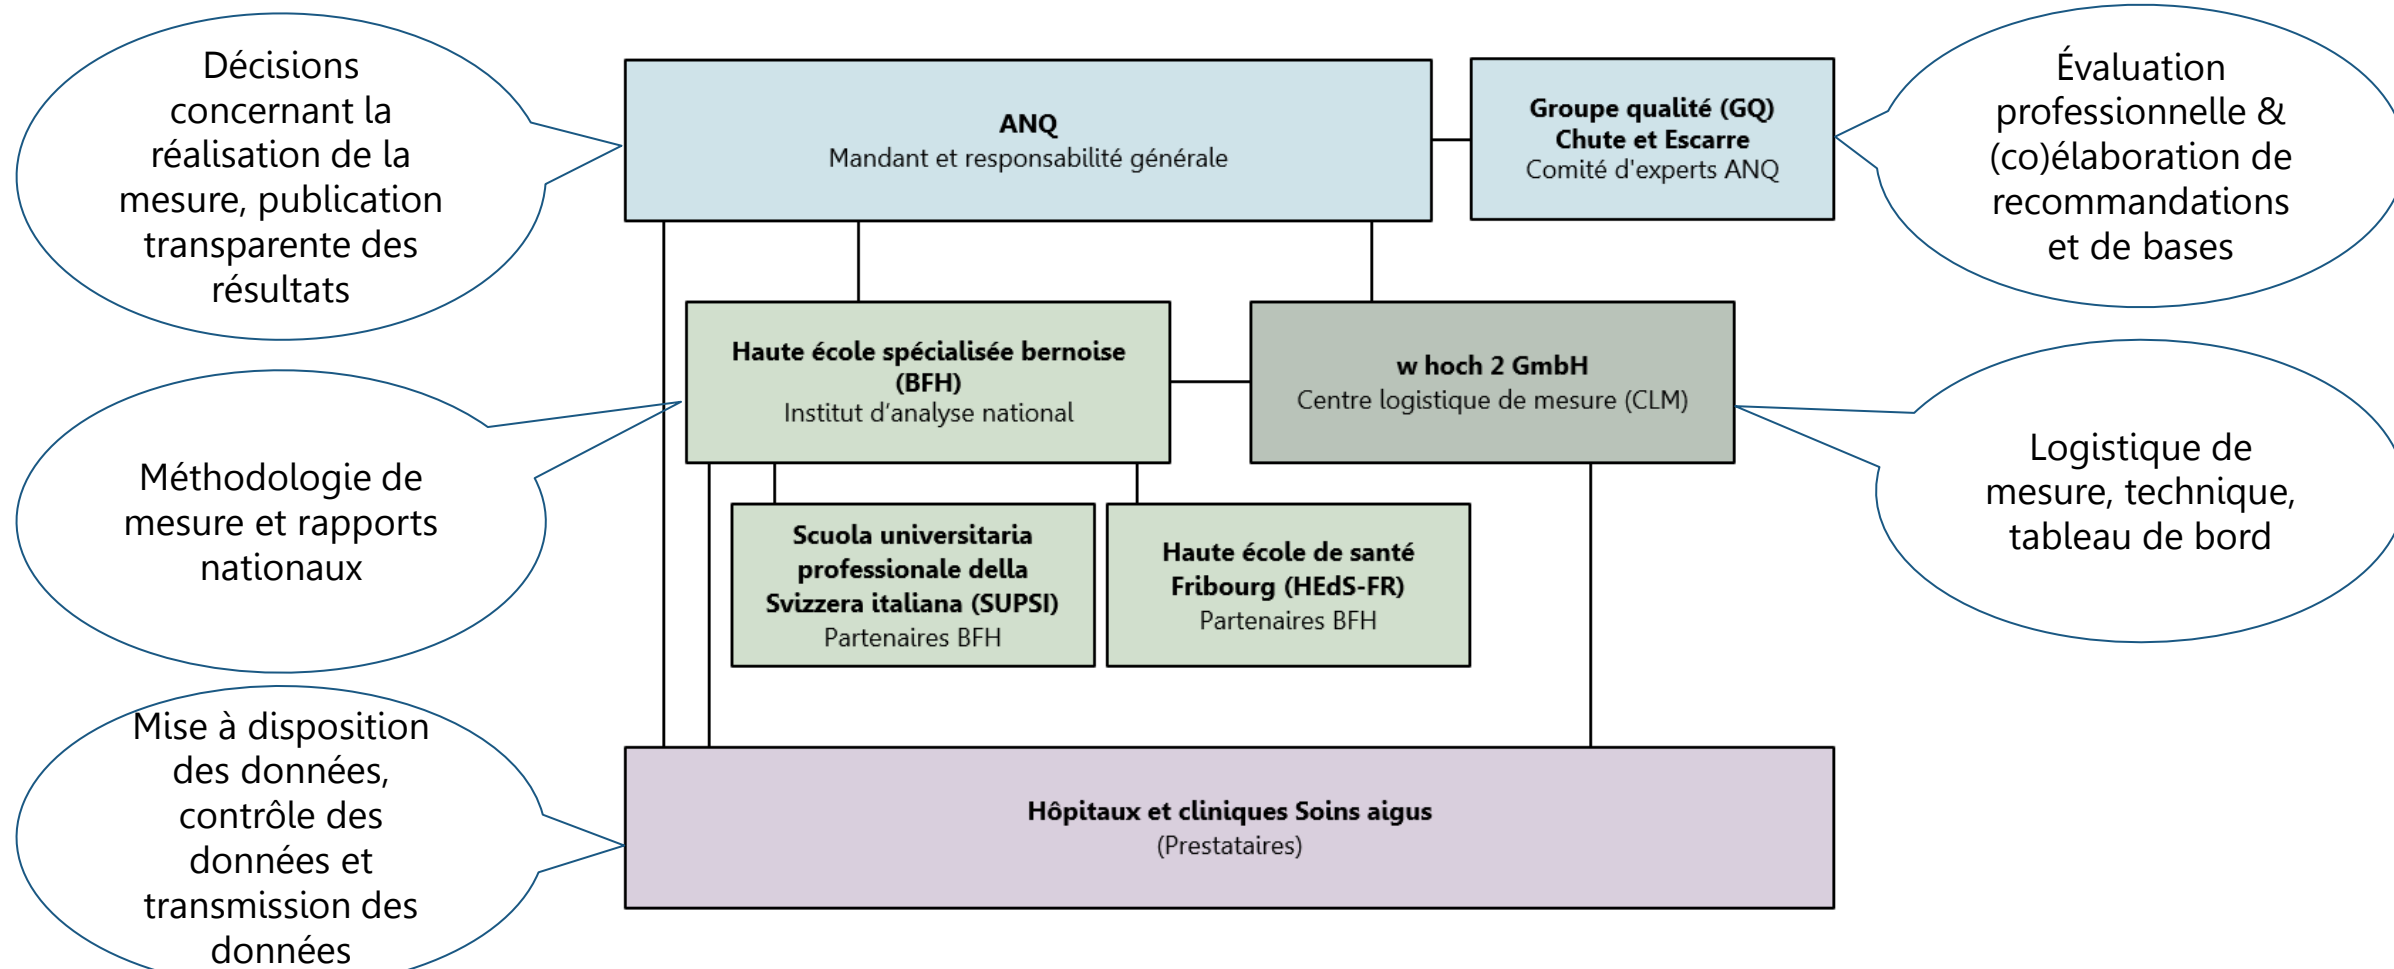 Décisions
concernant la
réalisation de la
mesure, publication
transparente des
résultats
ANQ
Mandant et responsabilité générale
Groupe qualité (GQ)
Chute et Escarre
Comité d'experts ANQ
Évaluation
professionnelle &
(co)élaboration de
recommandations
et de bases
Haute école spécialisée bernoise
(BFH)
Institut d’analyse national
w hoch 2 GmbH
Centre logistique de mesure (CLM)
Méthodologie de
mesure et rapports
nationaux
Logistique de
mesure, technique,
tableau de bord
Scuola universitaria
professionale della
Svizzera italiana (SUPSI)
Partenaires BFH
Haute école de santé
Fribourg (HEdS-FR)
Partenaires BFH
Mise à disposition
des données,
contrôle des
données et
transmission des
données
Hôpitaux et cliniques Soins aigus
(Prestataires)